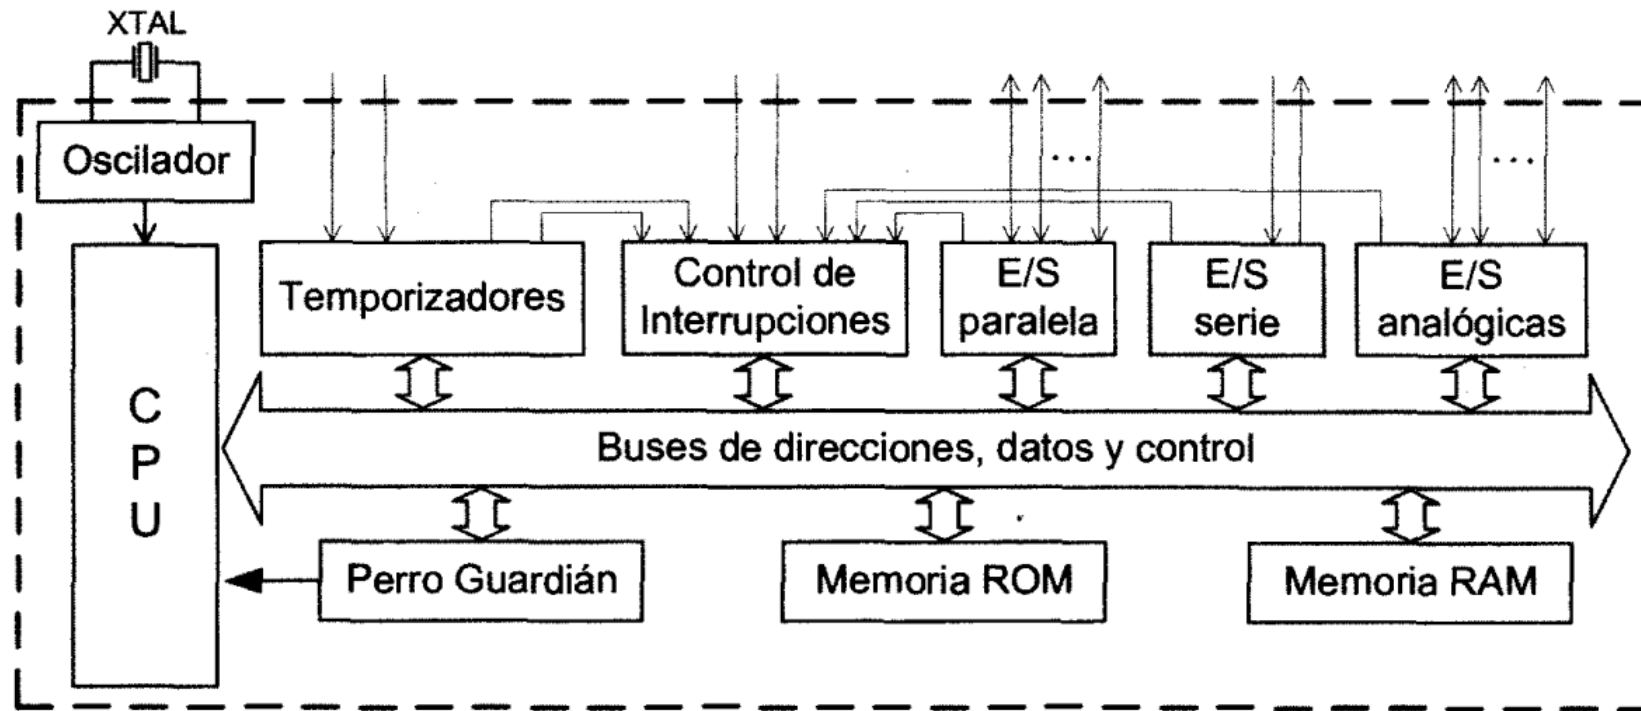 XTAL
Oscilador
C
P
U
Temporizadores
Control de
Interrupciones
E/S
paralela
E/S
serie
E/S
analógicas
...
...
Buses de direcciones, datos y control
Perro Guardián
Memoria ROM
Memoria RAM